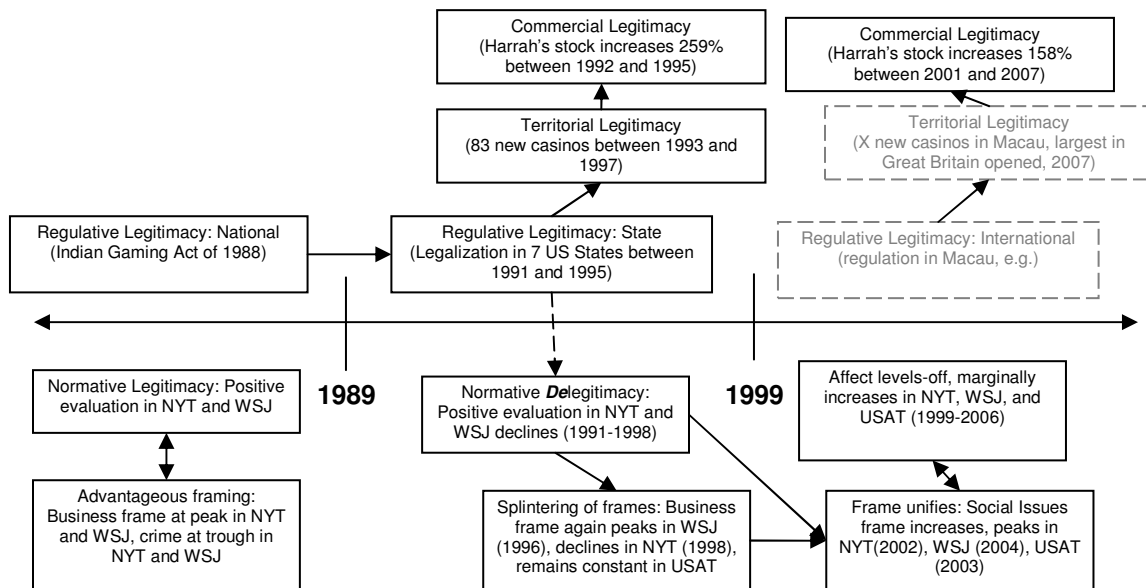 Commercial Legitimacy
(Harrah's stock increases 259%
between 1992 and 1995)
Commercial Legitimacy
(Harrah's stock increases 158%
between 2001 and 2007)
Territorial Legitimacy
(83 new casinos between 1993 and
1997)
Territorial Legitimacy
(X new casinos in Macau, largest in
Great Britain opened, 2007)
Regulative Legitimacy: National
(Indian Gaming Act of 1988)
Regulative Legitimacy: State
(Legalization in 7 US States between
1991 and 1995)
Regulative Legitimacy: International
(regulation in Macau, e.g.)
Normative Legitimacy: Positive
evaluation in NYT and WSJ
1989
Normative Delegitimacy:
Positive evaluation in NYT and
WSJ declines (1991-1998)
1999
Affect levels-off, marginally
increases in NYT, WSJ, and
USAT (1999-2006)
Advantageous framing:
Business frame at peak in NYT
and WSJ, crime at trough in
NYT and WSJ
Splintering of frames: Business
frame again peaks in WSJ
(1996), declines in NYT (1998),
remains constant in USAT
Frame unifies: Social Issues
frame increases, peaks in
NYT(2002), WSJ (2004), USAT
(2003)